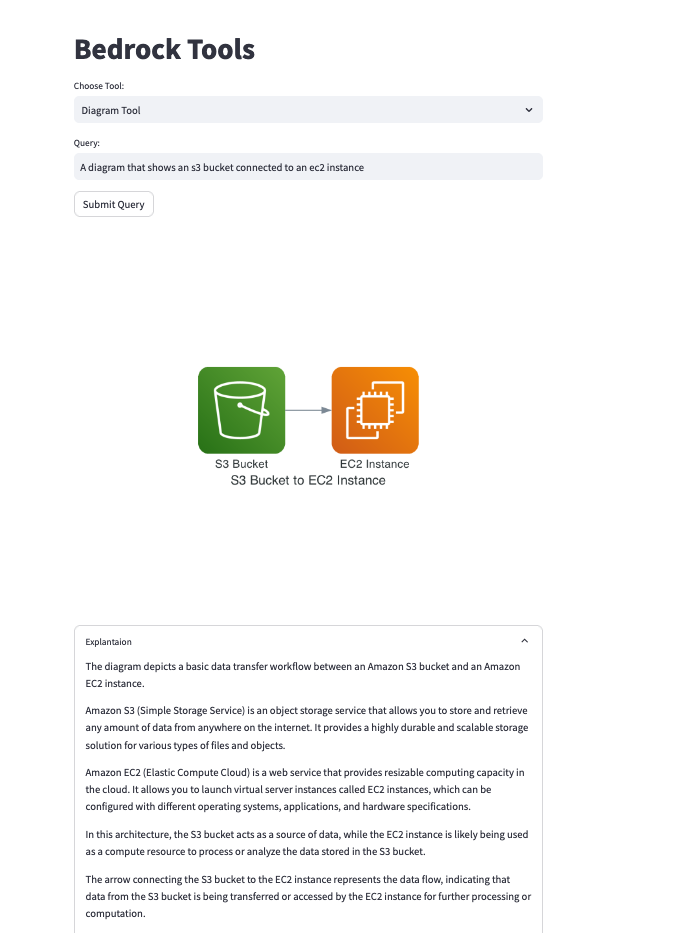 Bedrock Tools
Choose Tool:
Diagram Tool
Query:
A diagram that shows an s3 bucket connected to an ec2 instance
Submit Query
S3 Bucket
EC2 Instance
S3 Bucket to EC2 Instance
Explantaion
The diagram depicts a basic data transfer workflow between an Amazon S3 bucket and an Amazon
EC2 instance.
Amazon S3 (Simple Storage Service) is an object storage service that allows you to store and retrieve
any amount of data from anywhere on the internet. It provides a highly durable and scalable storage
solution for various types of files and objects.
Amazon EC2 (Elastic Compute Cloud) is a web service that provides resizable computing capacity in
the cloud. It allows you to launch virtual server instances called EC2 instances, which can be
configured with different operating systems, applications, and hardware specifications.
In this architecture, the S3 bucket acts as a source of data, while the EC2 instance is likely being used
as a compute resource to process or analyze the data stored in the S3 bucket.
The arrow connecting the S3 bucket to the EC2 instance represents the data flow, indicating that
data from the S3 bucket is being transferred or accessed by the EC2 instance for further processing or
computation.